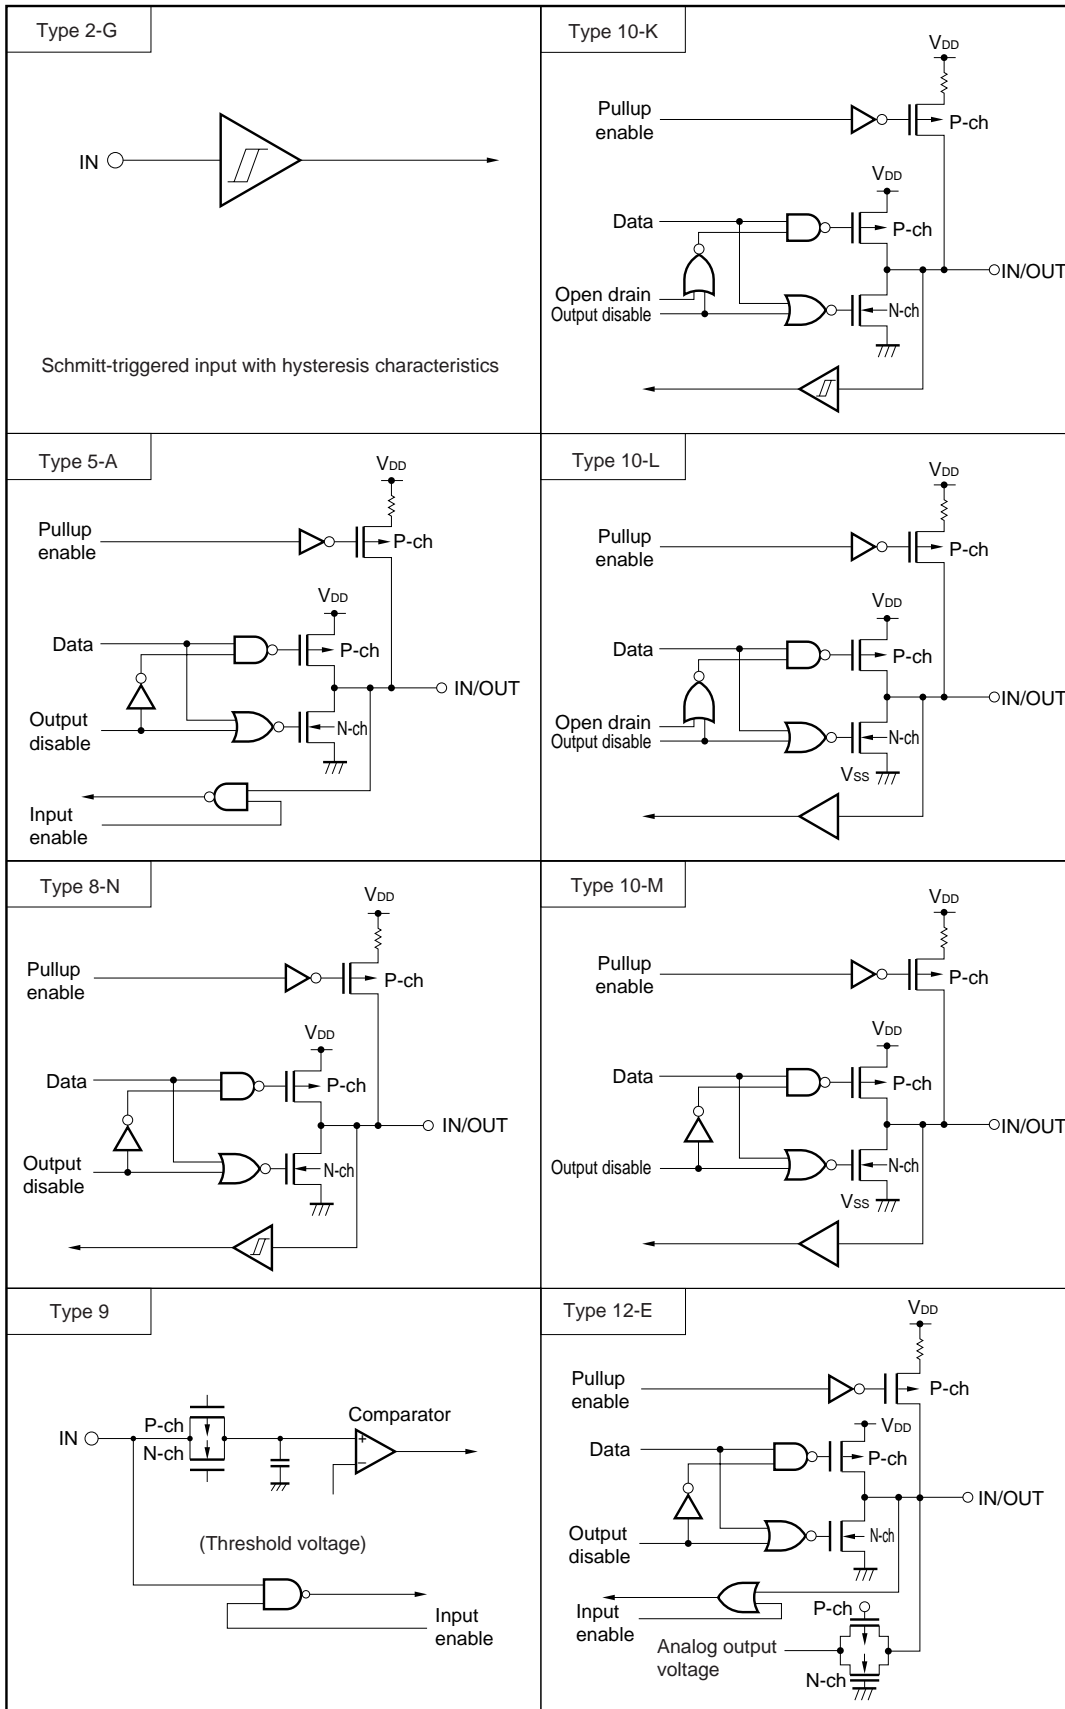 Type 2-G
IN
Schmitt-triggered input with hysteresis characteristics
Type 10-K
VDD
Pullup
enable
P-ch
VDD
Data
P-ch
IN/OUT
Open drain
Output disable
N-ch
Type 5-A
VDD
Pullup
enable
P-ch
VDD
Data
P-ch
IN/OUT
Output
disable
N-ch
Input
enable
Type 10-L
VDD
Pullup
enable
P-ch
VDD
Data
P-ch
IN/OUT
Open drain
Output disable
N-ch
VSS
Type 8-N
VDD
Pullup
enable
P-ch
VDD
Data
P-ch
IN/OUT
Output
disable
N-ch
Type 10-M
VDD
Pullup
enable
P-ch
VDD
Data
P-ch
IN/OUT
Output disable
N-ch
VSS
Type 9
P-ch
IN
N-ch
Comparator
+
−
(Threshold voltage)
Input
enable
Type 12-E
VDD
Pullup
enable
P-ch
VDD
Data
P-ch
IN/OUT
Output
disable
N-ch
Input
enable
P-ch
Analog output
voltage
N-ch